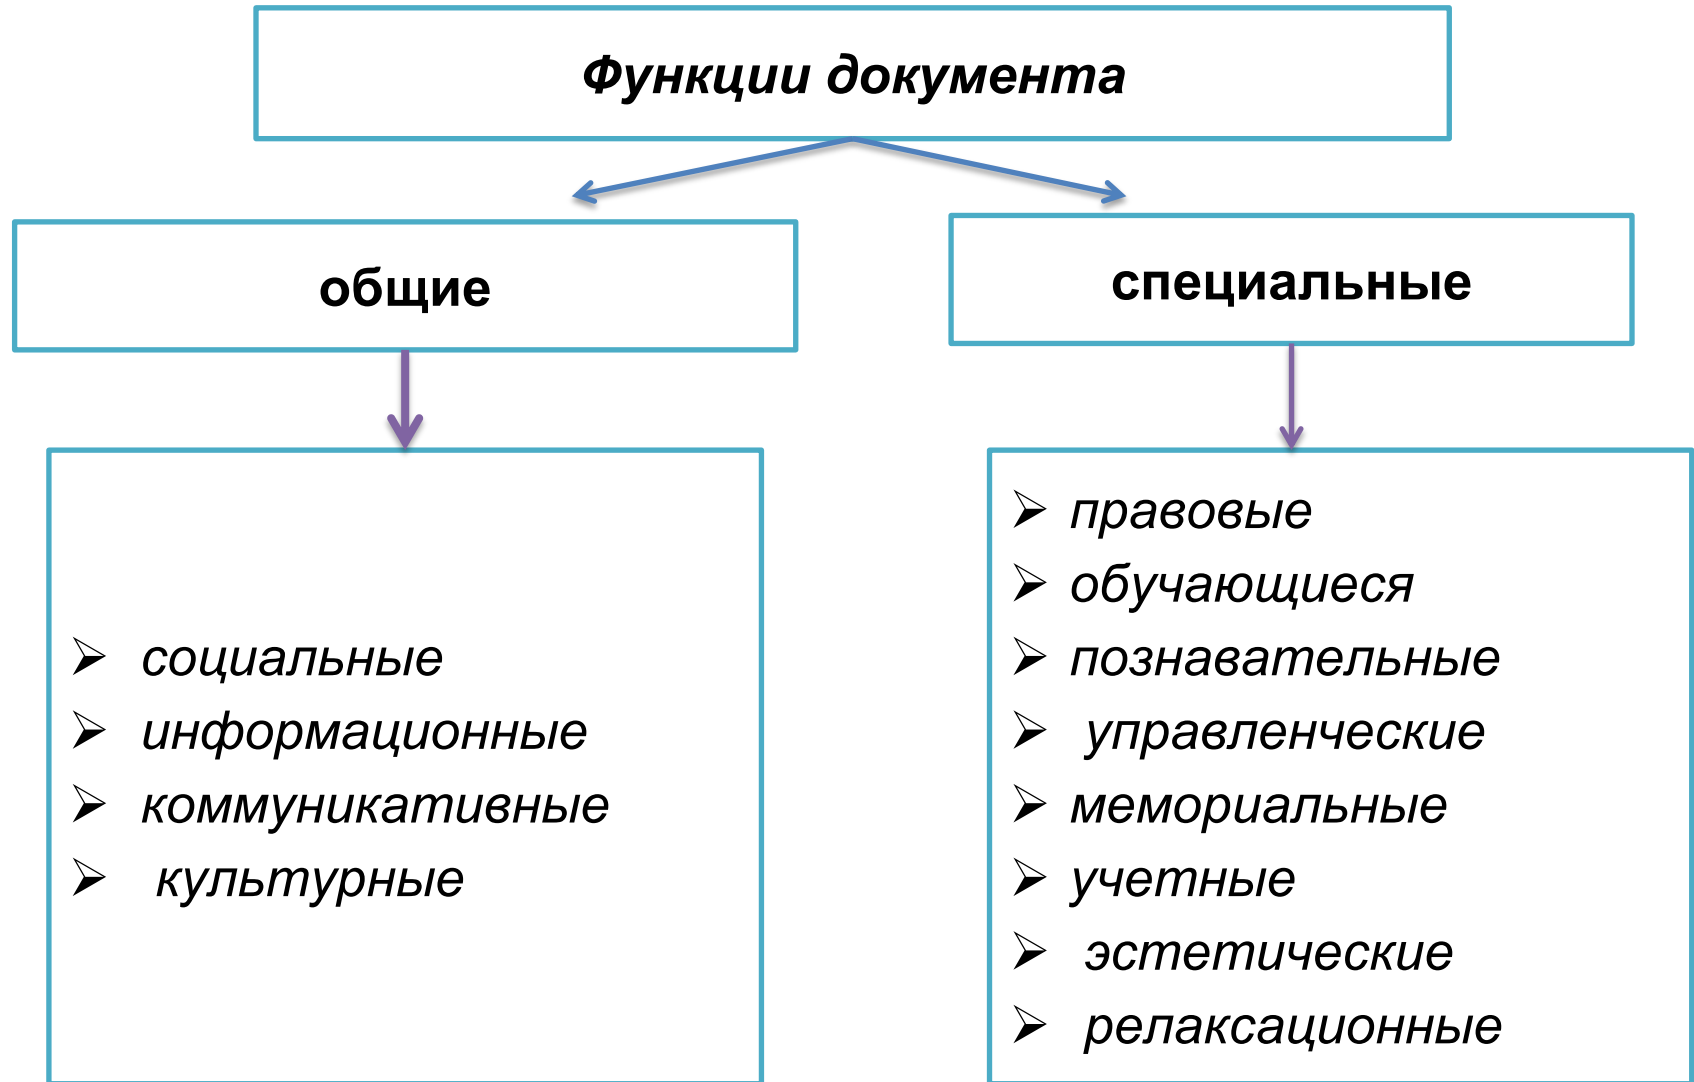 Функции документа
общие
специальные
социальные
информационные
коммуникативные
культурные
правовые
обучающиеся
познавательные
управленческие
мемориальные
учетные
эстетические
релаксационные